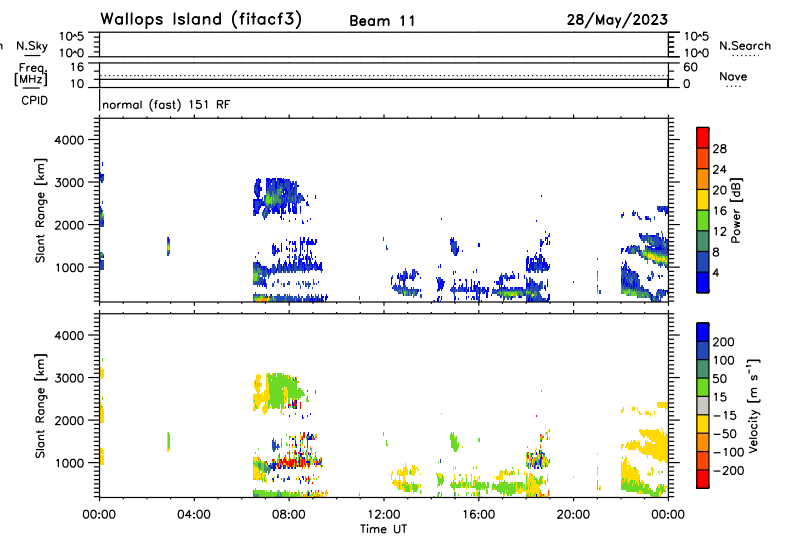 Wallops Island (fitacf3) Beam 11 28/May/2023
n N.Sky 10^5 10^0 10^5 10^0 N.Search
Freq. [MHz] 16 10 60 0 Nave
CPID normal (fast) 151 RF
Slant Range [km]
4000
3000
2000
1000
Power [dB]
28
24
20
16
12
8
4
Slant Range [km]
4000
3000
2000
1000
Velocity [m s⁻¹]
200
100
50
15
−15
−50
−100
−200
00:00 04:00 08:00 12:00 16:00 20:00 00:00
Time UT